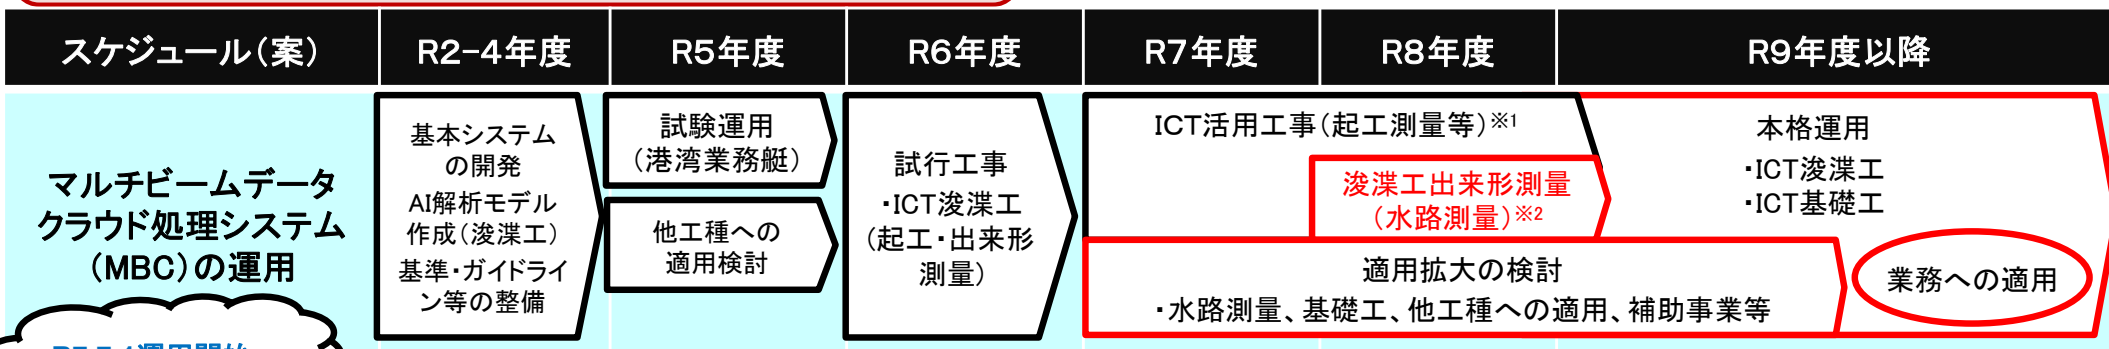 スケジュール（案）
R2-4年度
R5年度
R6年度
R7年度
R8年度
R9年度以降
マルチビームデータ
クラウド処理システム
（MBC）の運用
基本システム
の開発
AI解析モデル
作成（浚渫工）
基準・ガイドライ
ン等の整備
試験運用
（港湾業務艇）
他工種への
適用検討
試行工事
・ICT浚渫工
（起工・出来形
測量）
ICT活用工事（起工測量等）※1
浚渫工出来形測量
（水路測量）※2
適用拡大の検討
・水路測量、基礎工、他工種への適用、補助事業等
本格運用
・ICT浚渫工
・ICT基礎工
業務への適用